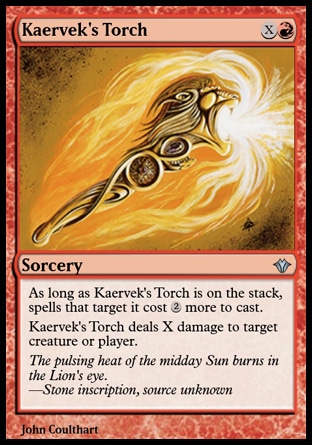 Kaervek's Torch X
Sorcery
As long as Kaervek's Torch is on the stack,
spells that target it cost 2 more to cast.
Kaervek's Torch deals X damage to target
creature or player.
The pulsing heat of the midday Sun burns in
the Lion's eye.
—Stone inscription, source unknown
John Coulthart